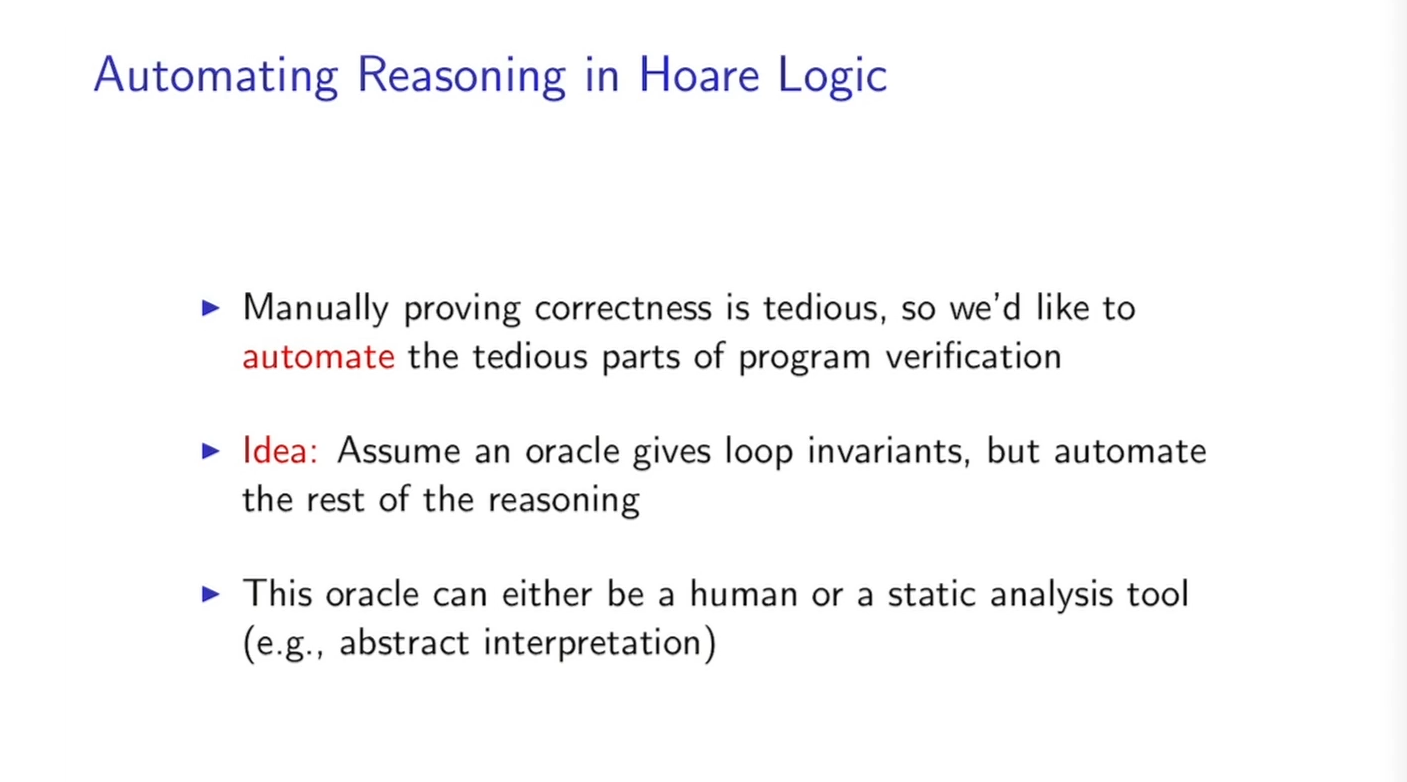 Automating Reasoning in Hoare Logic
▶ Manually proving correctness is tedious, so we'd like to
automate the tedious parts of program verification
▶ Idea: Assume an oracle gives loop invariants, but automate
the rest of the reasoning
▶ This oracle can either be a human or a static analysis tool
(e.g., abstract interpretation)